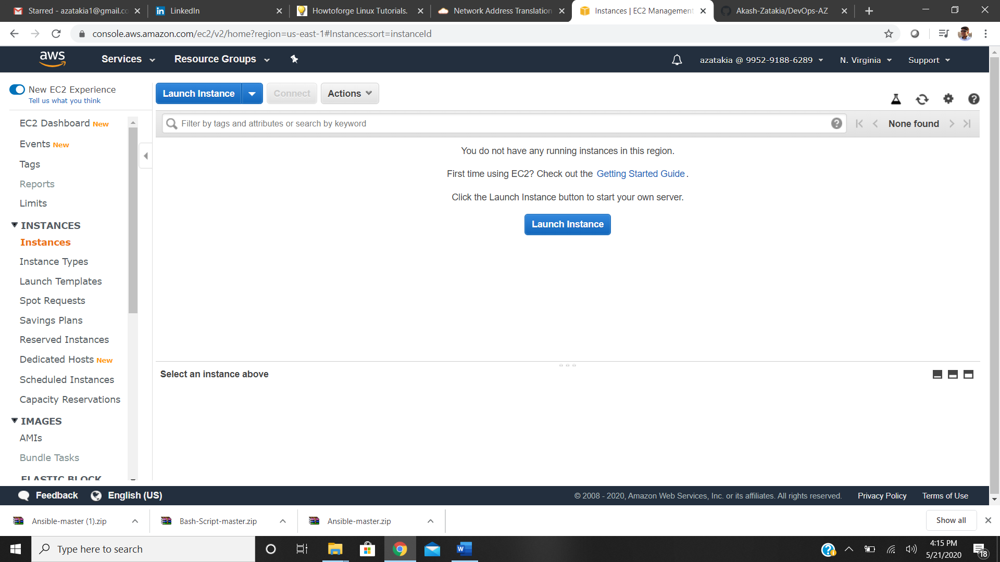 Starred - azatakia1@gmail.co
LinkedIn
Howtoforge Linux Tutorials.
Network Address Translation
Instances | EC2 Management
Akash-Zatakia/DevOps-AZ
console.aws.amazon.com/ec2/v2/home?region=us-east-1#Instances:sort=instanceId
aws
Services
Resource Groups
azatakia @ 9952-9188-6289
N. Virginia
Support
New EC2 Experience
Tell us what you think
EC2 Dashboard New
Events New
Tags
Reports
Limits
INSTANCES
Instances
Instance Types
Launch Templates
Spot Requests
Savings Plans
Reserved Instances
Dedicated Hosts New
Scheduled Instances
Capacity Reservations
IMAGES
AMIs
Bundle Tasks
ELASTIC BLOCK
Launch Instance
Connect
Actions
Filter by tags and attributes or search by keyword
None found
You do not have any running instances in this region.
First time using EC2? Check out the Getting Started Guide.
Click the Launch Instance button to start your own server.
Launch Instance
Select an instance above
Feedback
English (US)
© 2008 - 2020, Amazon Web Services, Inc. or its affiliates. All rights reserved.
Privacy Policy
Terms of Use
Ansible-master (1).zip
Bash-Script-master.zip
Ansible-master.zip
Show all
Type here to search
4:15 PM
5/21/2020
18